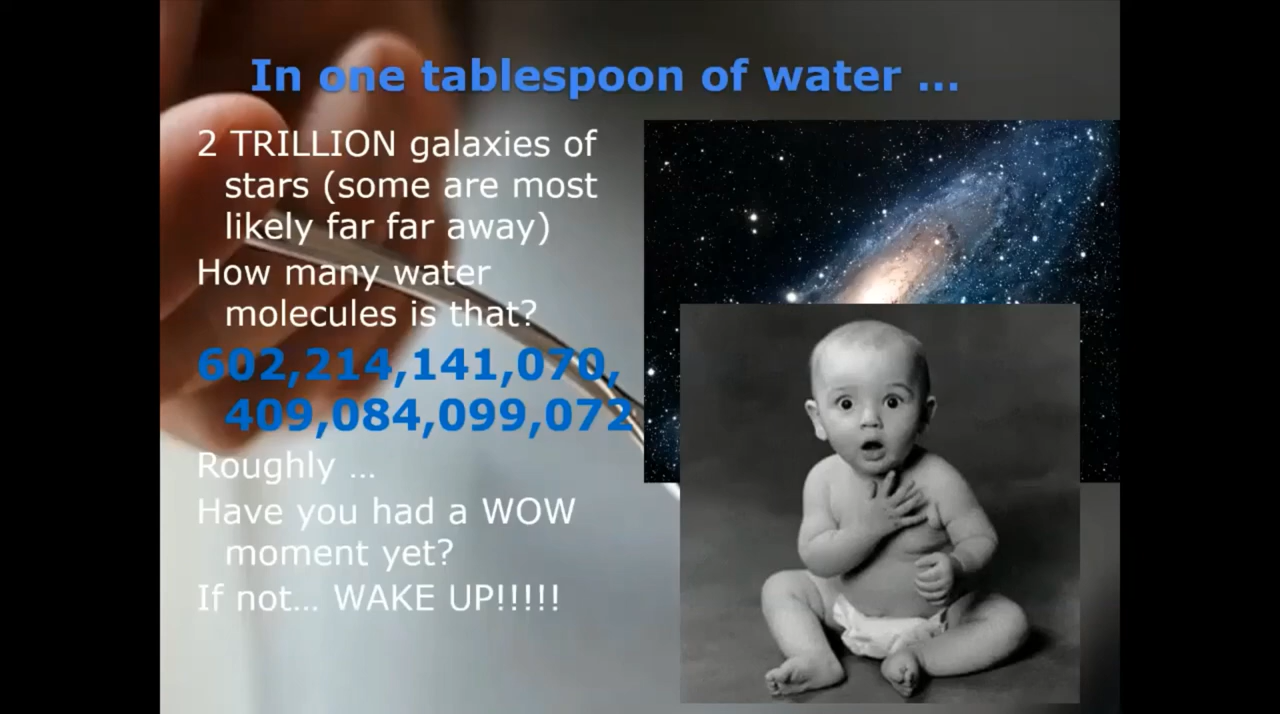 In one tablespoon of water …
2 TRILLION galaxies of
stars (some are most
likely far far away)
How many water
molecules is that?
602,214,141,070,
409,084,099,072
Roughly …
Have you had a WOW
moment yet?
If not… WAKE UP!!!!!